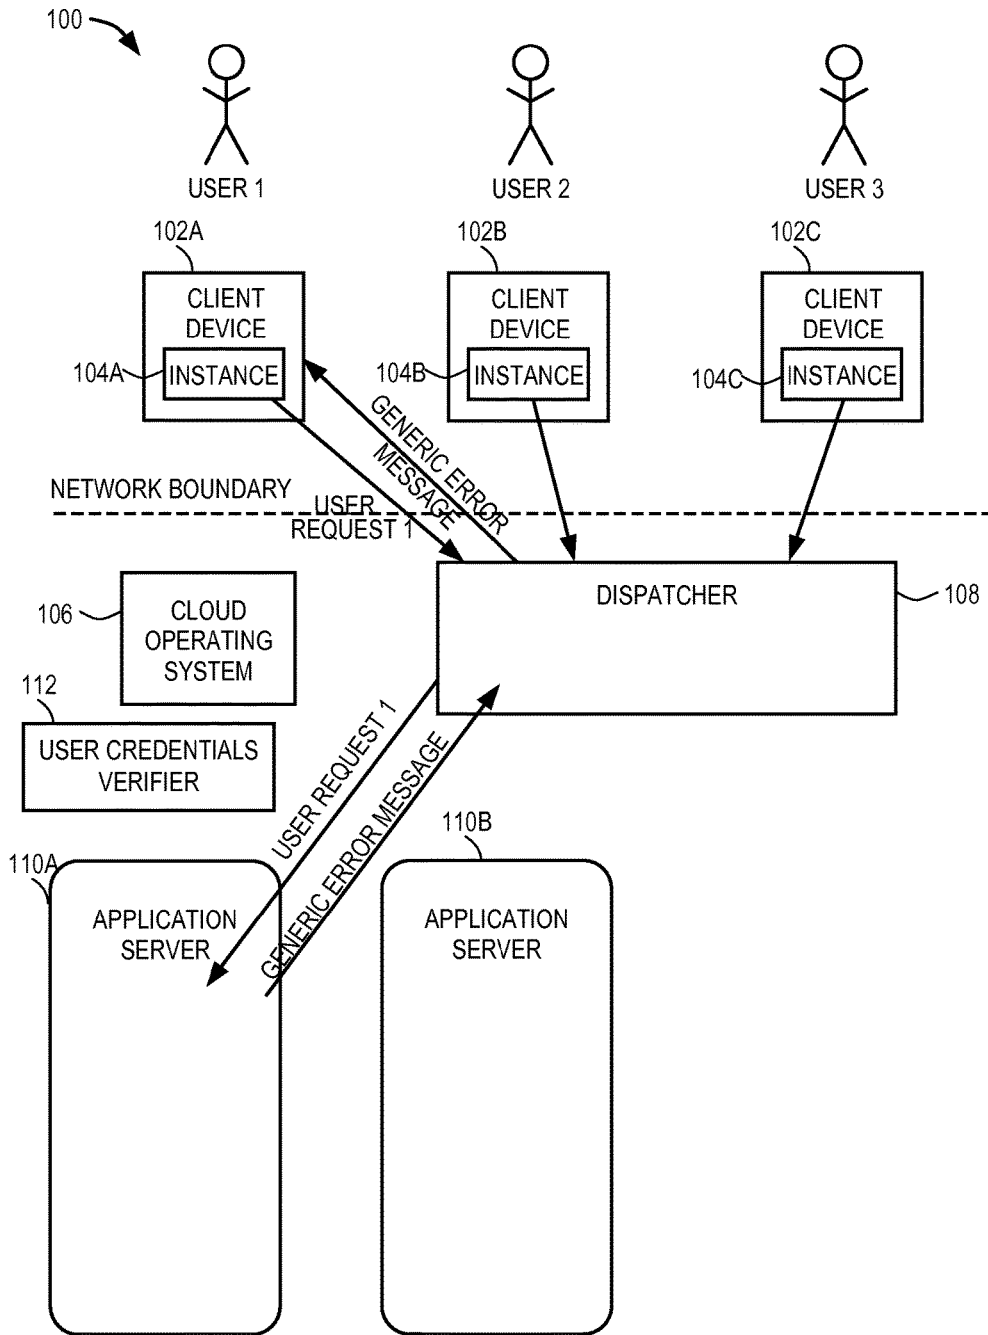 100
USER 1
USER 2
USER 3
102A
102B
102C
CLIENT
DEVICE
CLIENT
DEVICE
CLIENT
DEVICE
104A
INSTANCE
104B
INSTANCE
104C
INSTANCE
GENERIC ERROR
MESSAGE
NETWORK BOUNDARY
USER
REQUEST 1
DISPATCHER
108
106
CLOUD
OPERATING
SYSTEM
112
USER CREDENTIALS
VERIFIER
USER REQUEST 1
GENERIC ERROR MESSAGE
110A
110B
APPLICATION
SERVER
APPLICATION
SERVER